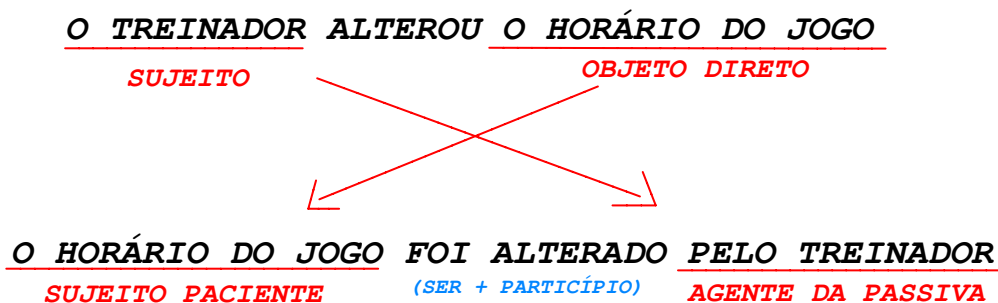 O TREINADOR ALTEROU O HORÁRIO DO JOGO
SUJEITO OBJETO DIRETO
O HORÁRIO DO JOGO FOI ALTERADO PELO TREINADOR
SUJEITO PACIENTE (SER + PARTICÍPIO) AGENTE DA PASSIVA